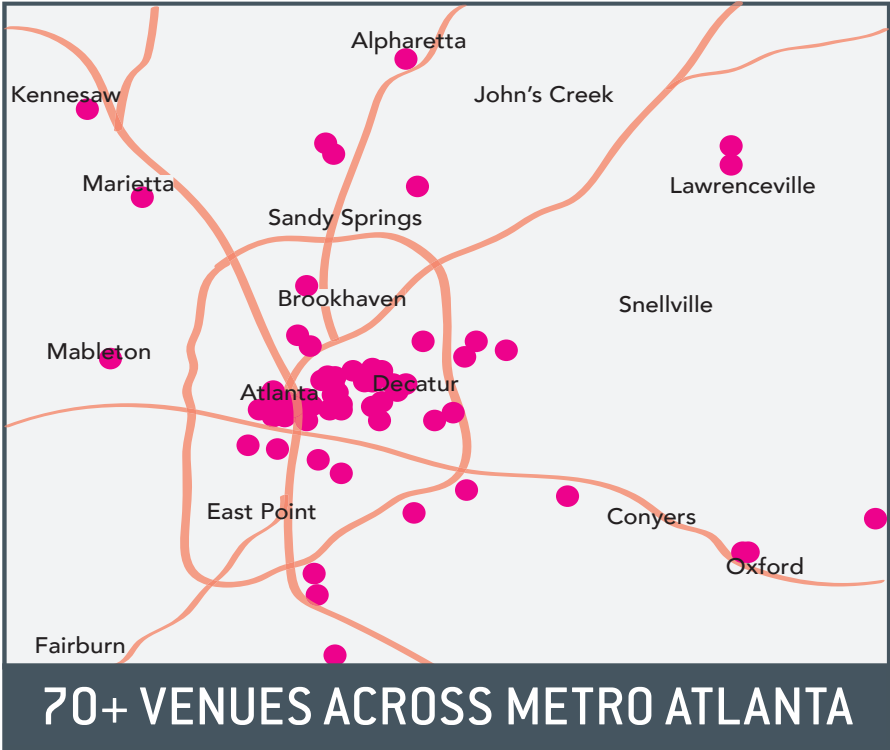 Alpharetta
Kennesaw
John's Creek
Marietta
Lawrenceville
Sandy Springs
Brookhaven
Snellville
Mableton
Atlanta
Decatur
East Point
Conyers
Oxford
Fairburn
70+ VENUES ACROSS METRO ATLANTA